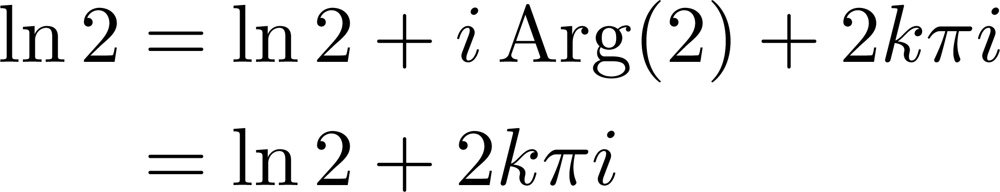 ln 2 = ln 2 + i Arg(2) + 2kπi
= ln 2 + 2kπi